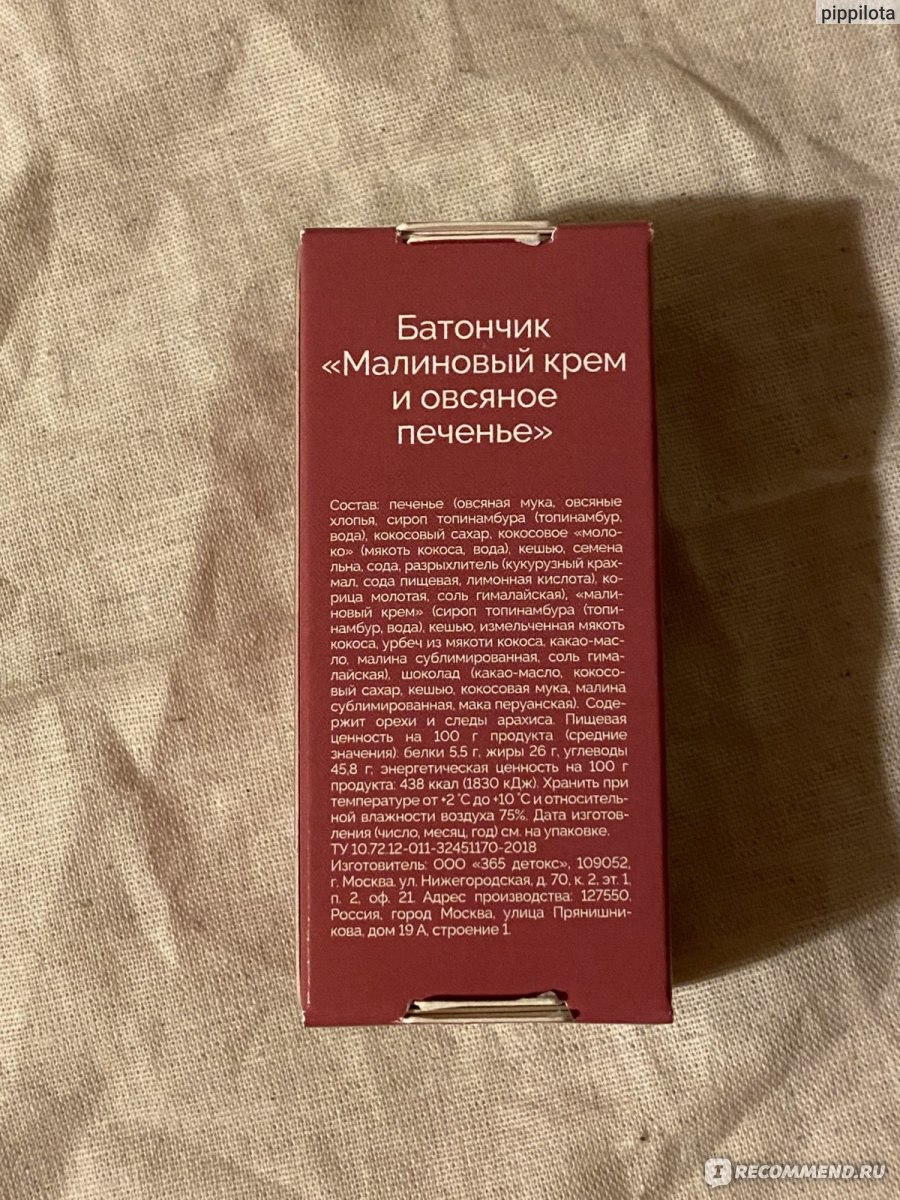 pippilota
Батончик
«Малиновый крем
и овсяное
печенье»
Состав: печенье (овсяная мука, овсяные
хлопья, сироп топинамбура (топинамбур,
вода), кокосовый сахар, кокосовое «моло-
ко» (мякоть кокоса, вода), кешью, семена
льна, сода, разрыхлитель (кукурузный крах-
мал, сода пищевая, лимонная кислота), ко-
рица молотая, соль гималайская), «мали-
новый крем» (сироп топинамбура (топи-
намбур, вода), кешью, измельченная мякоть
кокоса, урбеч из мякоти кокоса, какао-мас-
ло, малина сублимированная, соль гима-
лайская), шоколад (какао-масло, кокосо-
вый сахар, кешью, кокосовая мука, малина
сублимированная, мака перуанская). Соде-
ржит орехи и следы арахиса. Пищевая
ценность на 100 г продукта (средние
значения): белки 5,5 г, жиры 26 г, углеводы
45,8 г, энергетическая ценность на 100 г
продукта: 438 ккал (1830 кДж). Хранить при
температуре от +2 °С до +10 °С и относитель-
ной влажности воздуха 75%. Дата изготов-
ления (число, месяц, год) см. на упаковке.
ТУ 10.72.12-011-32451170-2018
Изготовитель: ООО «365 детокс», 109052,
г. Москва. ул. Нижегородская, д. 70, к. 2, эт. 1,
п. 2, оф. 21. Адрес производства: 127550,
Россия, город Москва, улица Прянишни-
кова, дом 19 А, строение 1.
I RECOMMEND.RU